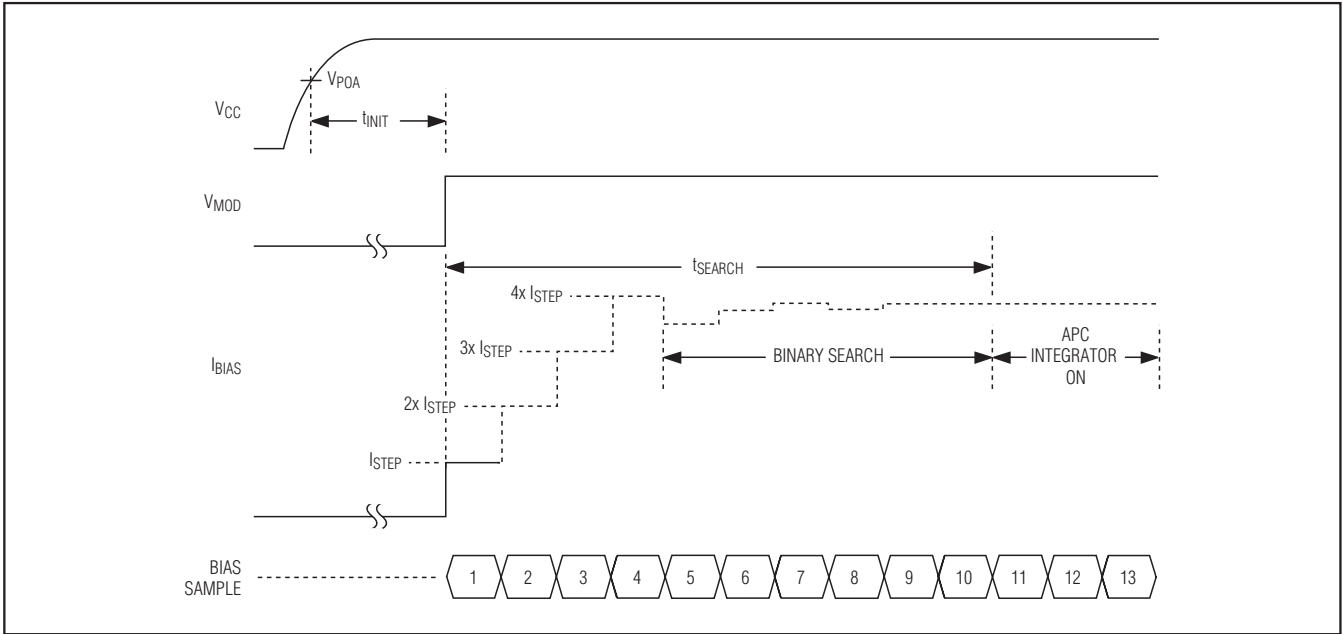 VPOA
VCC
tINIT
VMOD
tSEARCH
4x ISTEP
3x ISTEP
BINARY SEARCH
APC
INTEGRATOR
ON
IBIAS
2x ISTEP
ISTEP
BIAS
SAMPLE
1 2 3 4 5 6 7 8 9 10 11 12 13